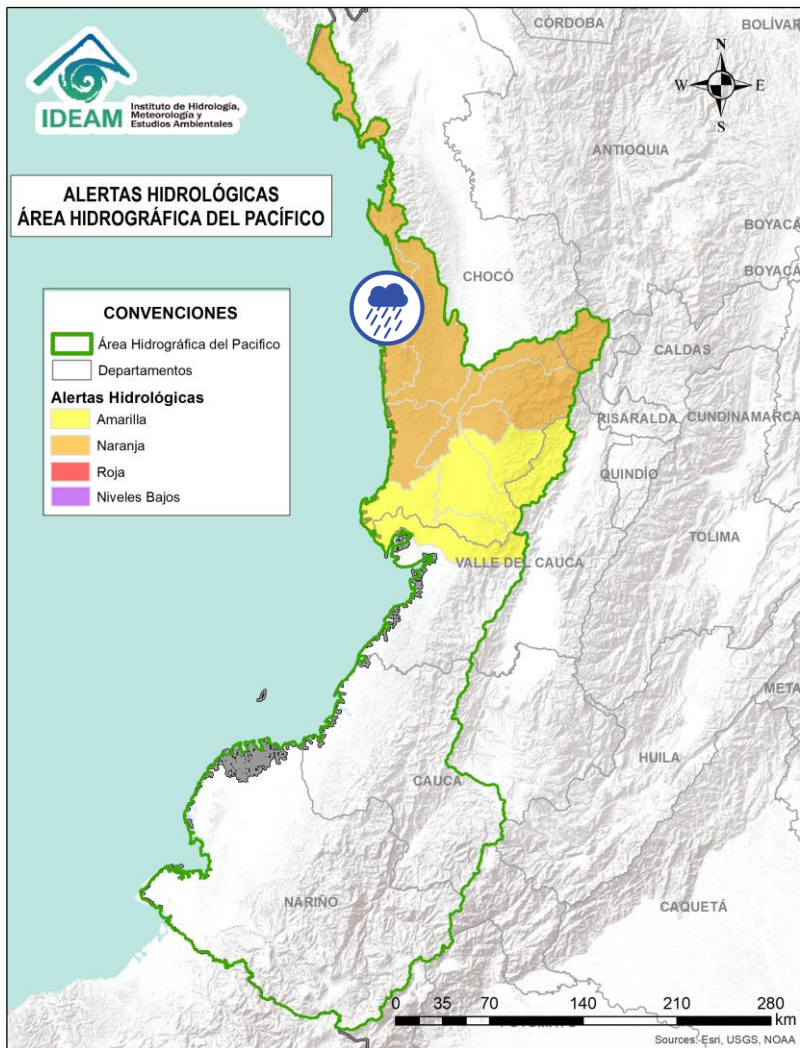 IDEAM
Instituto de Hidrología,
Meteorología y
Estudios Ambientales
CÓRDOBA
BOLÍVAR
N
W
E
S
ANTIOQUIA
ALERTAS HIDROLÓGICAS
ÁREA HIDROGRÁFICA DEL PACÍFICO
BOYACÁ
BOYACÁ
CHOCÓ
CONVENCIONES
Área Hidrográfica del Pacifico
Departamentos
Alertas Hidrológicas
Amarilla
Naranja
Roja
Niveles Bajos
CALDAS
RISARALDA
CUNDINAMARCA
QUINDÍO
TOLIMA
VALLE DEL CAUCA
META
HUILA
CAUCA
NARIÑO
CAQUETÁ
0 35 70 140 210 280
km
Sources: Esri, USGS, NOAA